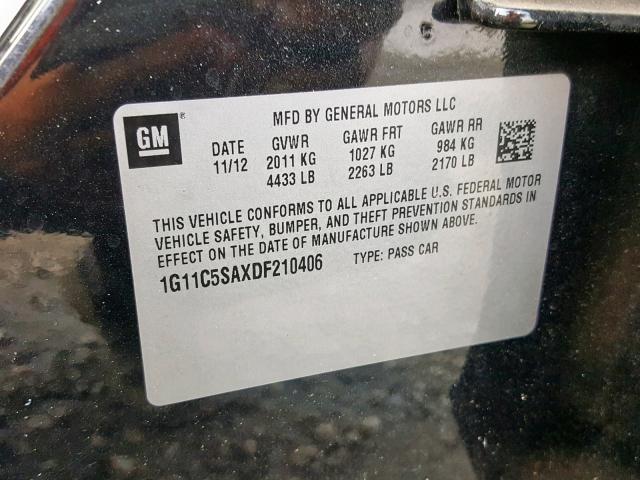 MFD BY GENERAL MOTORS LLC
GM ®
DATE GVWR GAWR FRT GAWR RR
11/12 2011 KG 1027 KG 984 KG
4433 LB 2263 LB 2170 LB
THIS VEHICLE CONFORMS TO ALL APPLICABLE U.S. FEDERAL MOTOR
VEHICLE SAFETY, BUMPER, AND THEFT PREVENTION STANDARDS IN
EFFECT ON THE DATE OF MANUFACTURE SHOWN ABOVE.
1G11C5SAXDF210406 TYPE: PASS CAR